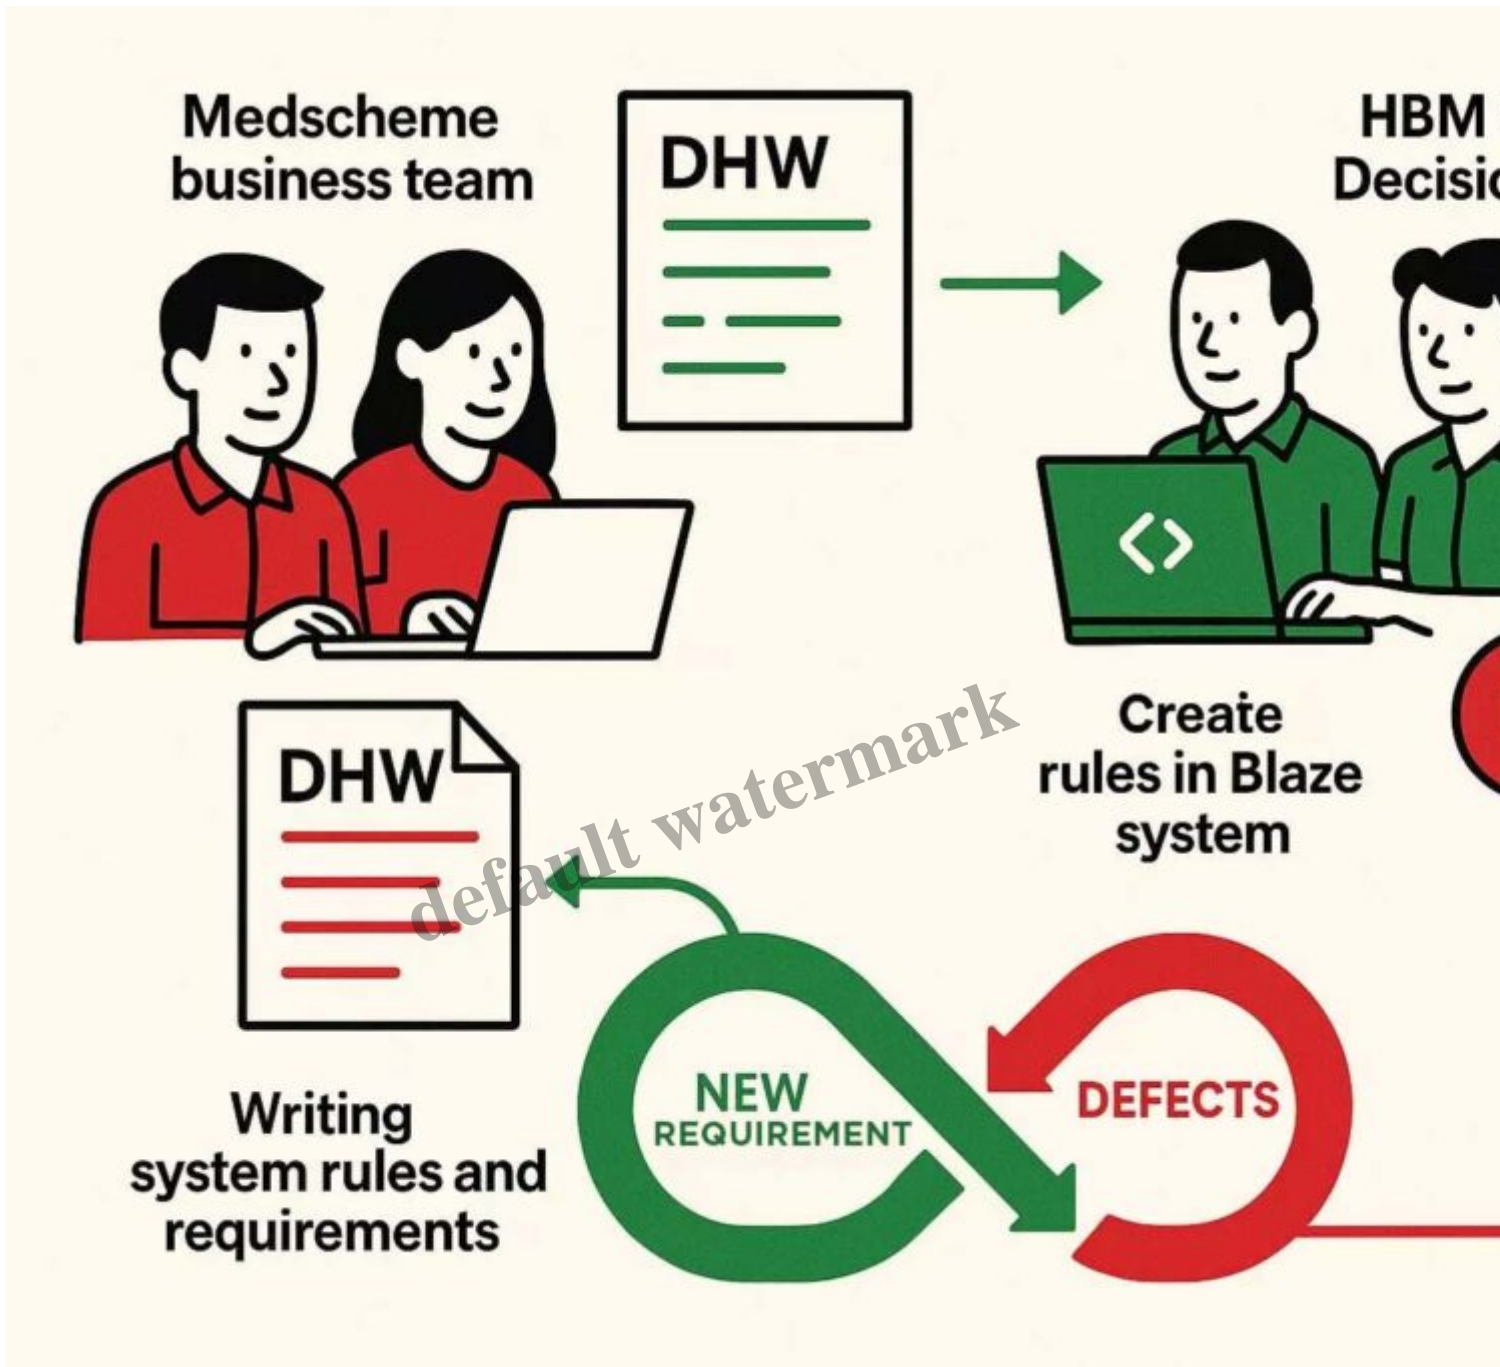 Medscheme
business team
DHW
HBM
Decisio
DHW
Create
rules in Blaze
system
default watermark
NEW
REQUIREMENT
DEFECTS
Writing
system rules and
requirements